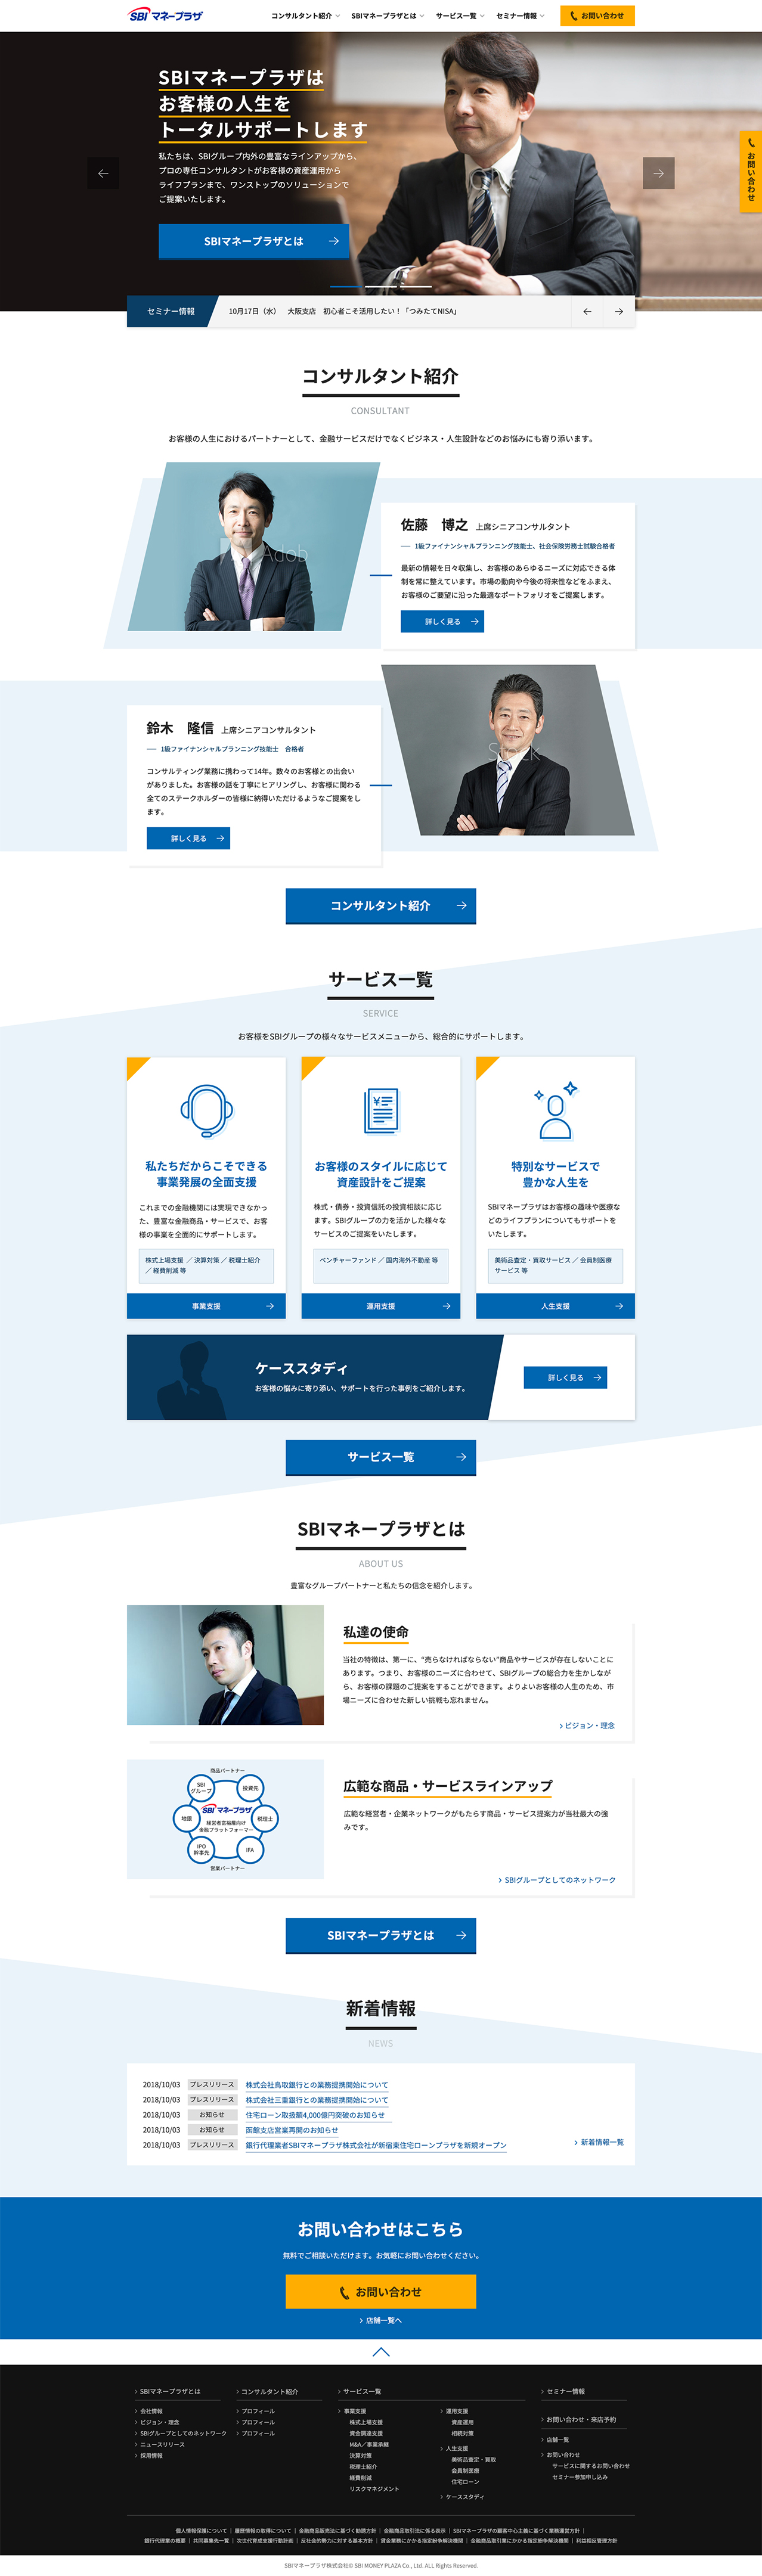 SBI マネープラザ
コンサルタント紹介
SBIマネープラザとは
サービス一覧
セミナー情報
お問い合わせ
SBIマネープラザは
お客様の人生を
トータルサポートします
私たちは、SBIグループ内外の豊富なラインアップから、
プロの専任コンサルタントがお客様の資産運用から
ライフプランまで、ワンストップのソリューションで
ご提案いたします。
SBIマネープラザとは
お問い合わせ
セミナー情報
10月17日（水） 大阪支店 初心者こそ活用したい！「つみたてNISA」
コンサルタント紹介
CONSULTANT
お客様の人生におけるパートナーとして、金融サービスだけでなくビジネス・人生設計などのお悩みにも寄り添います。
Adob
佐藤 博之 上席シニアコンサルタント
1級ファイナンシャルプランニング技能士、社会保険労務士試験合格者
最新の情報を日々収集し、お客様のあらゆるニーズに対応できる体
制を常に整えています。市場の動向や今後の将来性などをふまえ、
お客様のご要望に沿った最適なポートフォリオをご提案します。
詳しく見る
鈴木 隆信 上席シニアコンサルタント
1級ファイナンシャルプランニング技能士 合格者
コンサルティング業務に携わって14年。数々のお客様との出会い
がありました。お客様の話を丁寧にヒアリングし、お客様に関わる
全てのステークホルダーの皆様に納得いただけるようなご提案をし
ます。
詳しく見る
Stock
コンサルタント紹介
サービス一覧
SERVICE
お客様をSBIグループの様々なサービスメニューから、総合的にサポートします。
私たちだからこそできる
事業発展の全面支援
これまでの金融機関には実現できなかっ
た、豊富な金融商品・サービスで、お客
様の事業を全面的にサポートします。
株式上場支援 ／ 決算対策 ／ 税理士紹介
／ 経費削減 等
事業支援
お客様のスタイルに応じて
資産設計をご提案
株式・債券・投資信託の投資相談に応じ
ます。SBIグループの力を活かした様々な
サービスのご提案をいたします。
ベンチャーファンド ／ 国内海外不動産 等
運用支援
特別なサービスで
豊かな人生を
SBIマネープラザはお客様の趣味や医療な
どのライフプランについてもサポートを
いたします。
美術品査定・買取サービス ／ 会員制医療
サービス 等
人生支援
ケーススタディ
お客様の悩みに寄り添い、サポートを行った事例をご紹介します。
詳しく見る
サービス一覧
SBIマネープラザとは
ABOUT US
豊富なグループパートナーと私たちの信念を紹介します。
私達の使命
当社の特徴は、第一に、“売らなければならない”商品やサービスが存在しないことに
あります。つまり、お客様のニーズに合わせて、SBIグループの総合力を生かしなが
ら、お客様の課題のご提案をすることができます。よりよいお客様の人生のため、市
場ニーズに合わせた新しい挑戦も忘れません。
ビジョン・理念
商品パートナー
SBI
グループ
投資先
地銀
SBI マネープラザ
経営者富裕層向け
金融プラットフォーマー
税理士
IPO
幹事先
IFA
営業パートナー
広範な商品・サービスラインアップ
広範な経営者・企業ネットワークがもたらす商品・サービス提案力が当社最大の強
みです。
SBIグループとしてのネットワーク
SBIマネープラザとは
新着情報
NEWS
2018/10/03 プレスリリース 株式会社鳥取銀行との業務提携開始について
2018/10/03 プレスリリース 株式会社三重銀行との業務提携開始について
2018/10/03 お知らせ 住宅ローン取扱額4,000億円突破のお知らせ
2018/10/03 お知らせ 函館支店営業再開のお知らせ
2018/10/03 プレスリリース 銀行代理業者SBIマネープラザ株式会社が新宿東住宅ローンプラザを新規オープン
新着情報一覧
お問い合わせはこちら
無料でご相談いただけます。お気軽にお問い合わせください。
お問い合わせ
店舗一覧へ
SBIマネープラザとは
会社情報
ビジョン・理念
SBIグループとしてのネットワーク
ニュースリリース
採用情報
コンサルタント紹介
プロフィール
プロフィール
プロフィール
サービス一覧
事業支援
株式上場支援
資金調達支援
M&A／事業承継
決算対策
税理士紹介
経費削減
リスクマネジメント
運用支援
資産運用
相続対策
人生支援
美術品査定・買取
会員制医療
住宅ローン
ケーススタディ
セミナー情報
お問い合わせ・来店予約
店舗一覧
お問い合わせ
サービスに関するお問い合わせ
セミナー参加申し込み
個人情報保護について | 履歴情報の取得について | 金融商品販売法に基づく勧誘方針 | 金融商品取引法に係る表示 | SBIマネープラザの顧客中心主義に基づく業務運営方針 |
銀行代理業の概要 | 共同募集先一覧 | 次世代育成支援行動計画 | 反社会的勢力に対する基本方針 | 貸金業務にかかる指定紛争解決機関 | 金融商品取引業にかかる指定紛争解決機関 | 利益相反管理方針
SBIマネープラザ株式会社© SBI MONEY PLAZA Co., Ltd. ALL Rights Reserved.